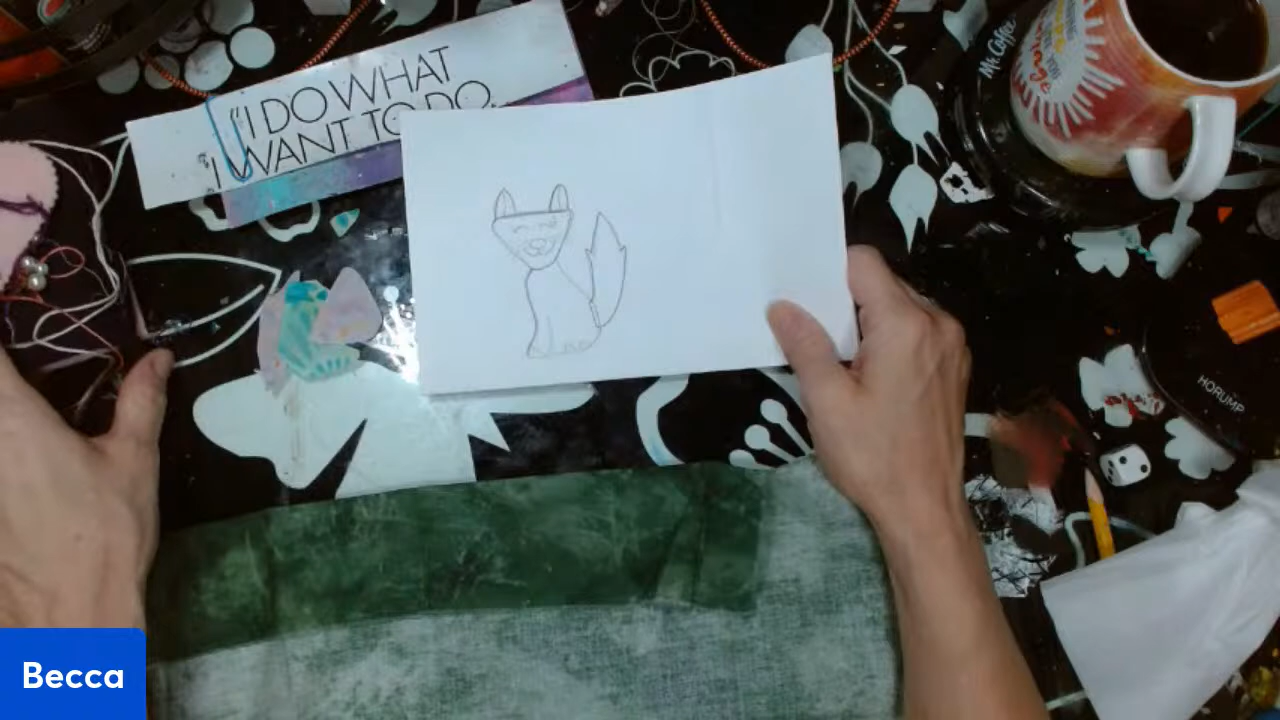 "I DO WHAT
"I WANT TO DO.
Mr. Coffee
HORUMP
Becca